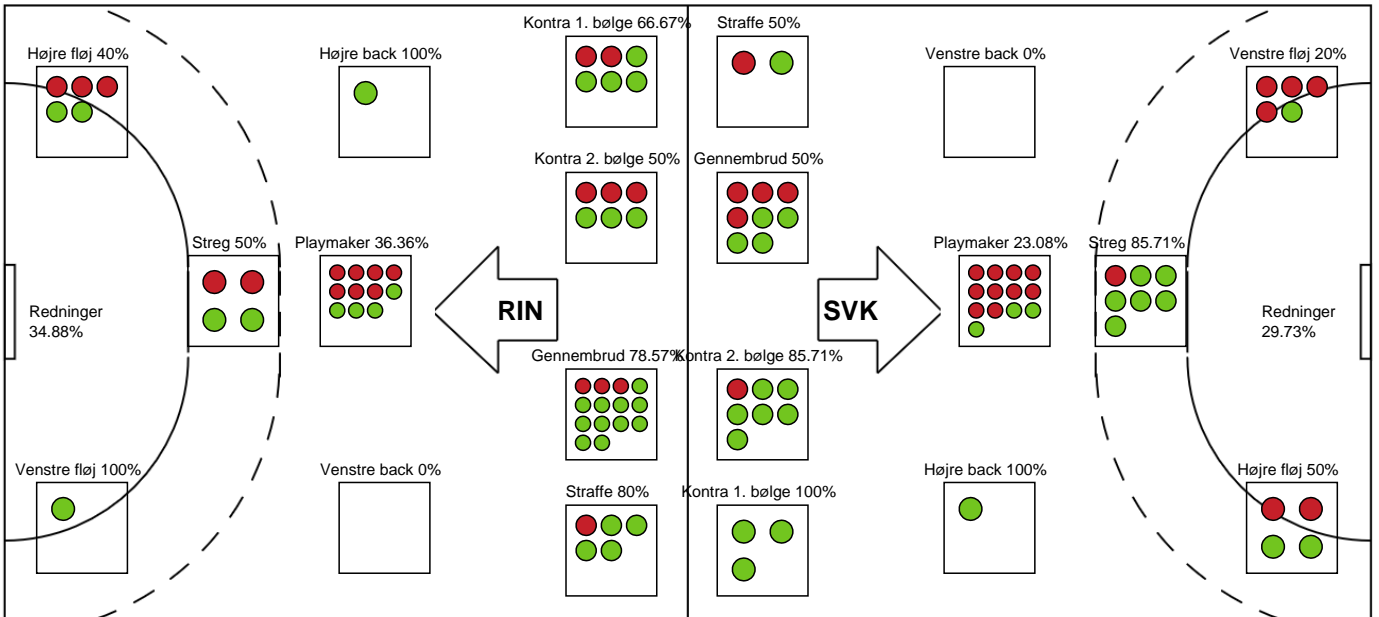 Kontra 1. bølge 66.67%
Straffe 50%
Højre fløj 40%
Højre back 100%
Venstre back 0%
Venstre fløj 20%
Kontra 2. bølge 50%
Gennembrud 50%
Streg 50%
Playmaker 36.36%
Playmaker 23.08%
Streg 85.71%
Redninger
34.88%
RIN
SVK
Redninger
29.73%
Gennembrud 78.57%
Kontra 2. bølge 85.71%
Venstre fløj 100%
Venstre back 0%
Højre back 100%
Højre fløj 50%
Straffe 80%
Kontra 1. bølge 100%